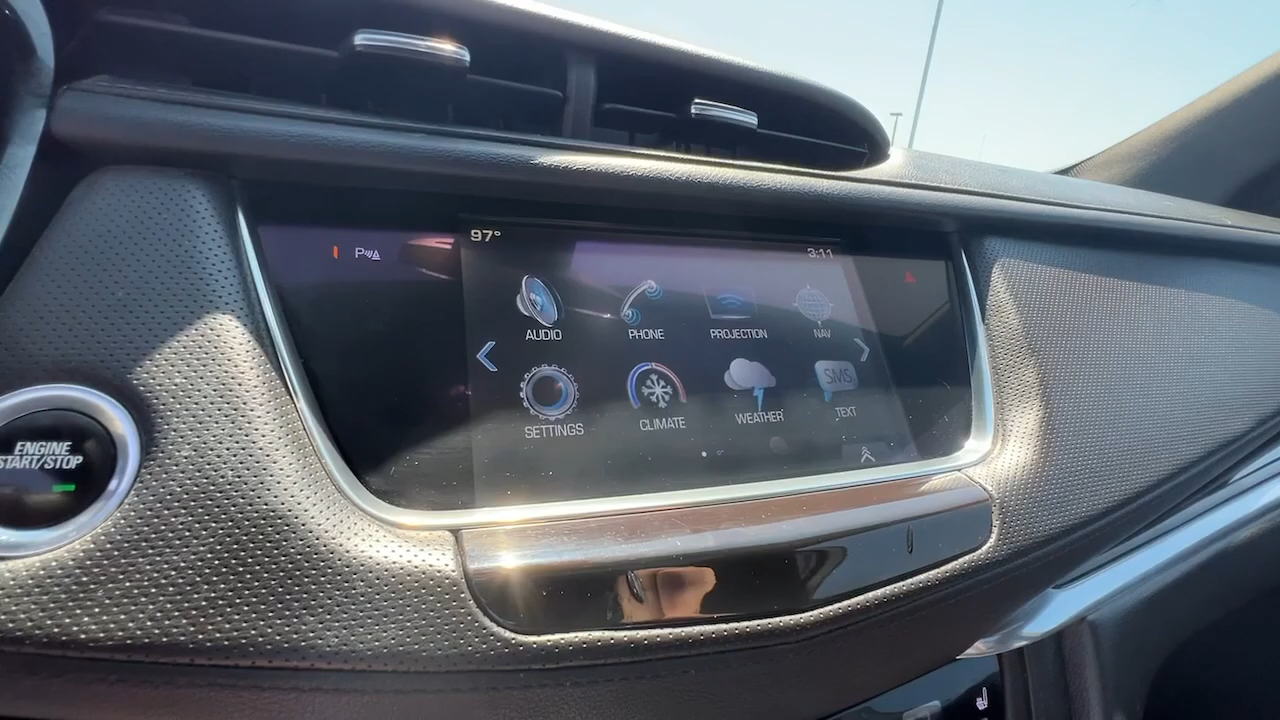 97° 3:11
P
AUDIO PHONE PROJECTION NAV
SMS
SETTINGS CLIMATE WEATHER TEXT
ENGINE
START/STOP